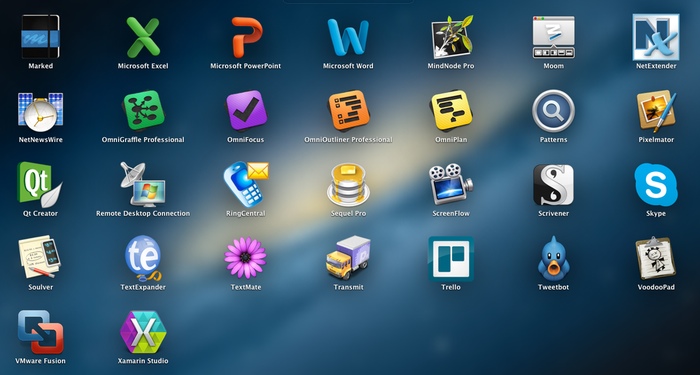 Marked
Microsoft Excel
Microsoft PowerPoint
Microsoft Word
MindNode Pro
Moom
NetExtender
NetNewsWire
OmniGraffle Professional
OmniFocus
OmniOutliner Professional
OmniPlan
Patterns
Pixelmator
Qt
Qt Creator
Remote Desktop Connection
RingCentral
Sequel Pro
ScreenFlow
S
Scrivener
S
Skype
Soulver
te
TextExpander
TextMate
Transmit
Trello
Tweetbot
VoodooPad
VMware Fusion
X
Xamarin Studio